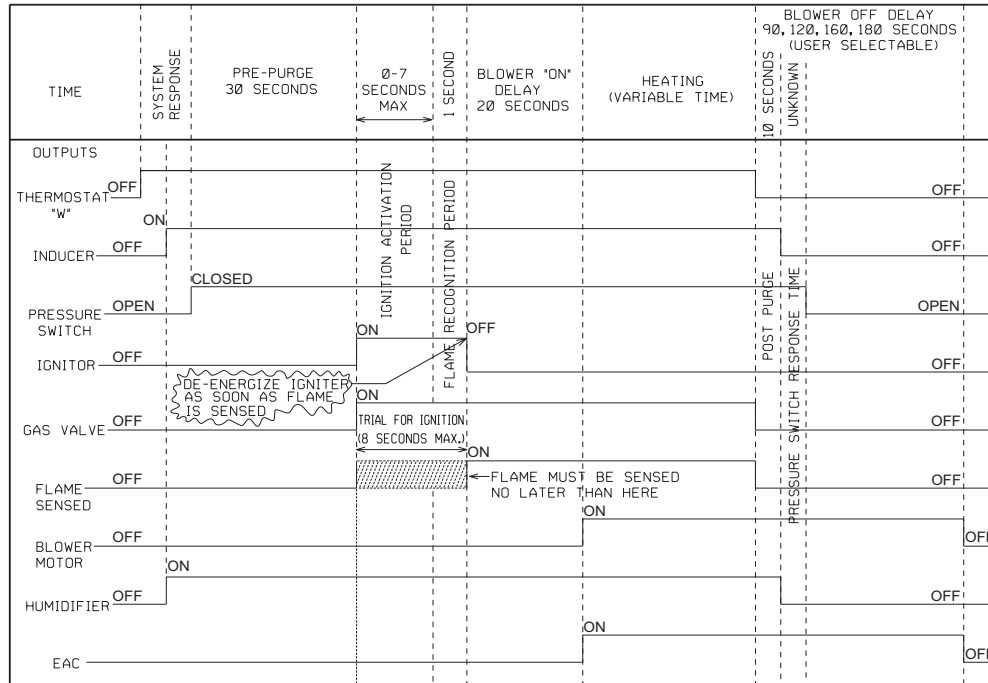 TIME
SYSTEM
RESPONSE
PRE-PURGE
30 SECONDS
0-7
SECONDS
MAX
1 SECOND
BLOWER "ON"
DELAY
20 SECONDS
HEATING
(VARIABLE TIME)
BLOWER OFF DELAY
90,120,160,180 SECONDS
(USER SELECTABLE)
10 SECONDS
UNKNOWN
OUTPUTS
THERMOSTAT
"W"
OFF
OFF
IGNITION ACTIVATION
PERIOD
FLAME RECOGNITION PERIOD
POST PURGE
PRESSURE SWITCH RESPONSE TIME
INDUCER
OFF
ON
OFF
PRESSURE
SWITCH
OPEN
CLOSED
OPEN
IGNITOR
OFF
ON
OFF
OFF
DE-ENERGIZE IGNITER
AS SOON AS FLAME
IS SENSED
GAS VALVE
OFF
ON
OFF
TRIAL FOR IGNITION
(8 SECONDS MAX.)
FLAME
SENSED
OFF
ON
OFF
FLAME MUST BE SENSED
NO LATER THAN HERE
BLOWER
MOTOR
OFF
ON
OFF
HUMIDIFIER
OFF
ON
OFF
EAC
ON
OFF